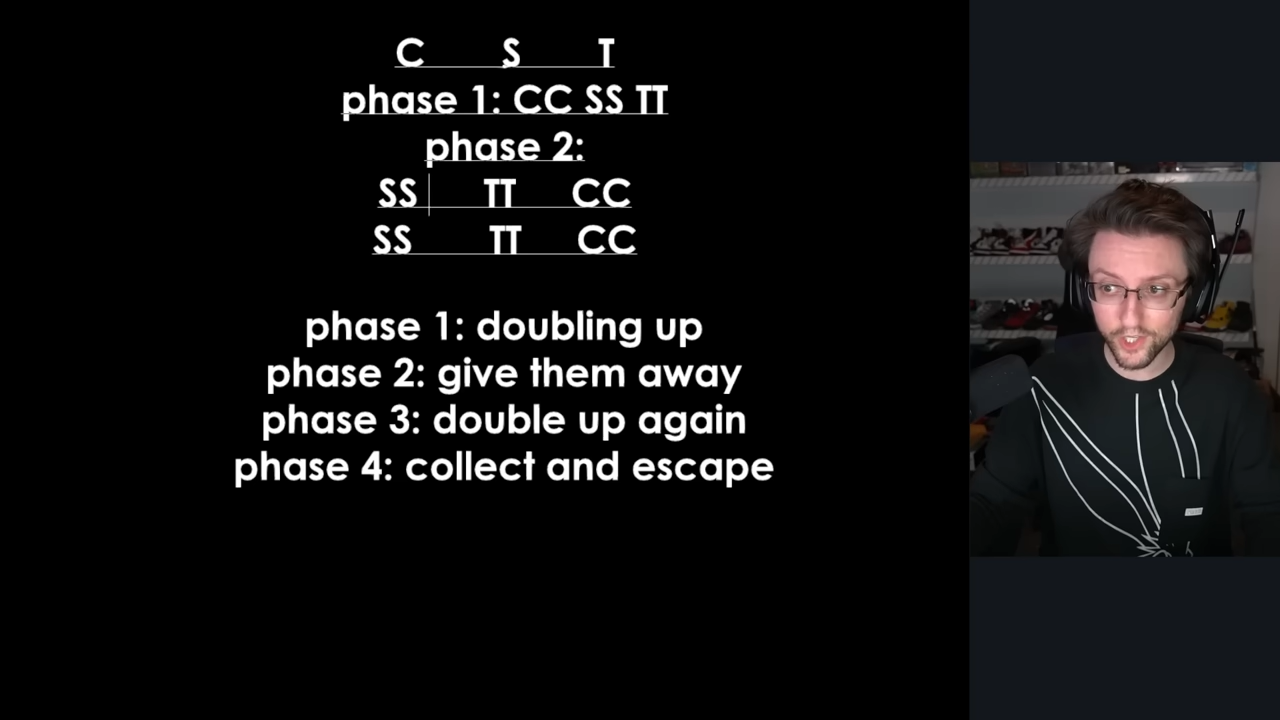 C S T
phase 1: CC SS TT
phase 2:
SS TT CC
SS TT CC
phase 1: doubling up
phase 2: give them away
phase 3: double up again
phase 4: collect and escape